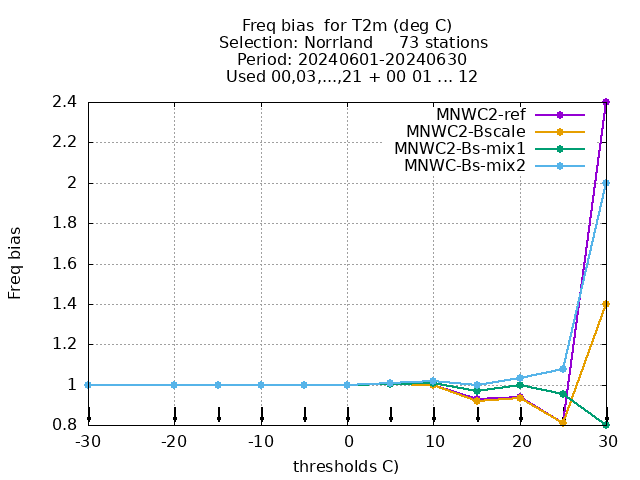 Freq bias  for T2m (deg C)
Selection: Norrland     73 stations
Period: 20240601-20240630
Used 00,03,...,21 + 00 01 ... 12
2.4
2.2
2
1.8
1.6
1.4
1.2
1
0.8
Freq bias
MNWC2-ref
MNWC2-Bscale
MNWC2-Bs-mix1
MNWC-Bs-mix2
-30 -20 -10 0 10 20 30
thresholds C)